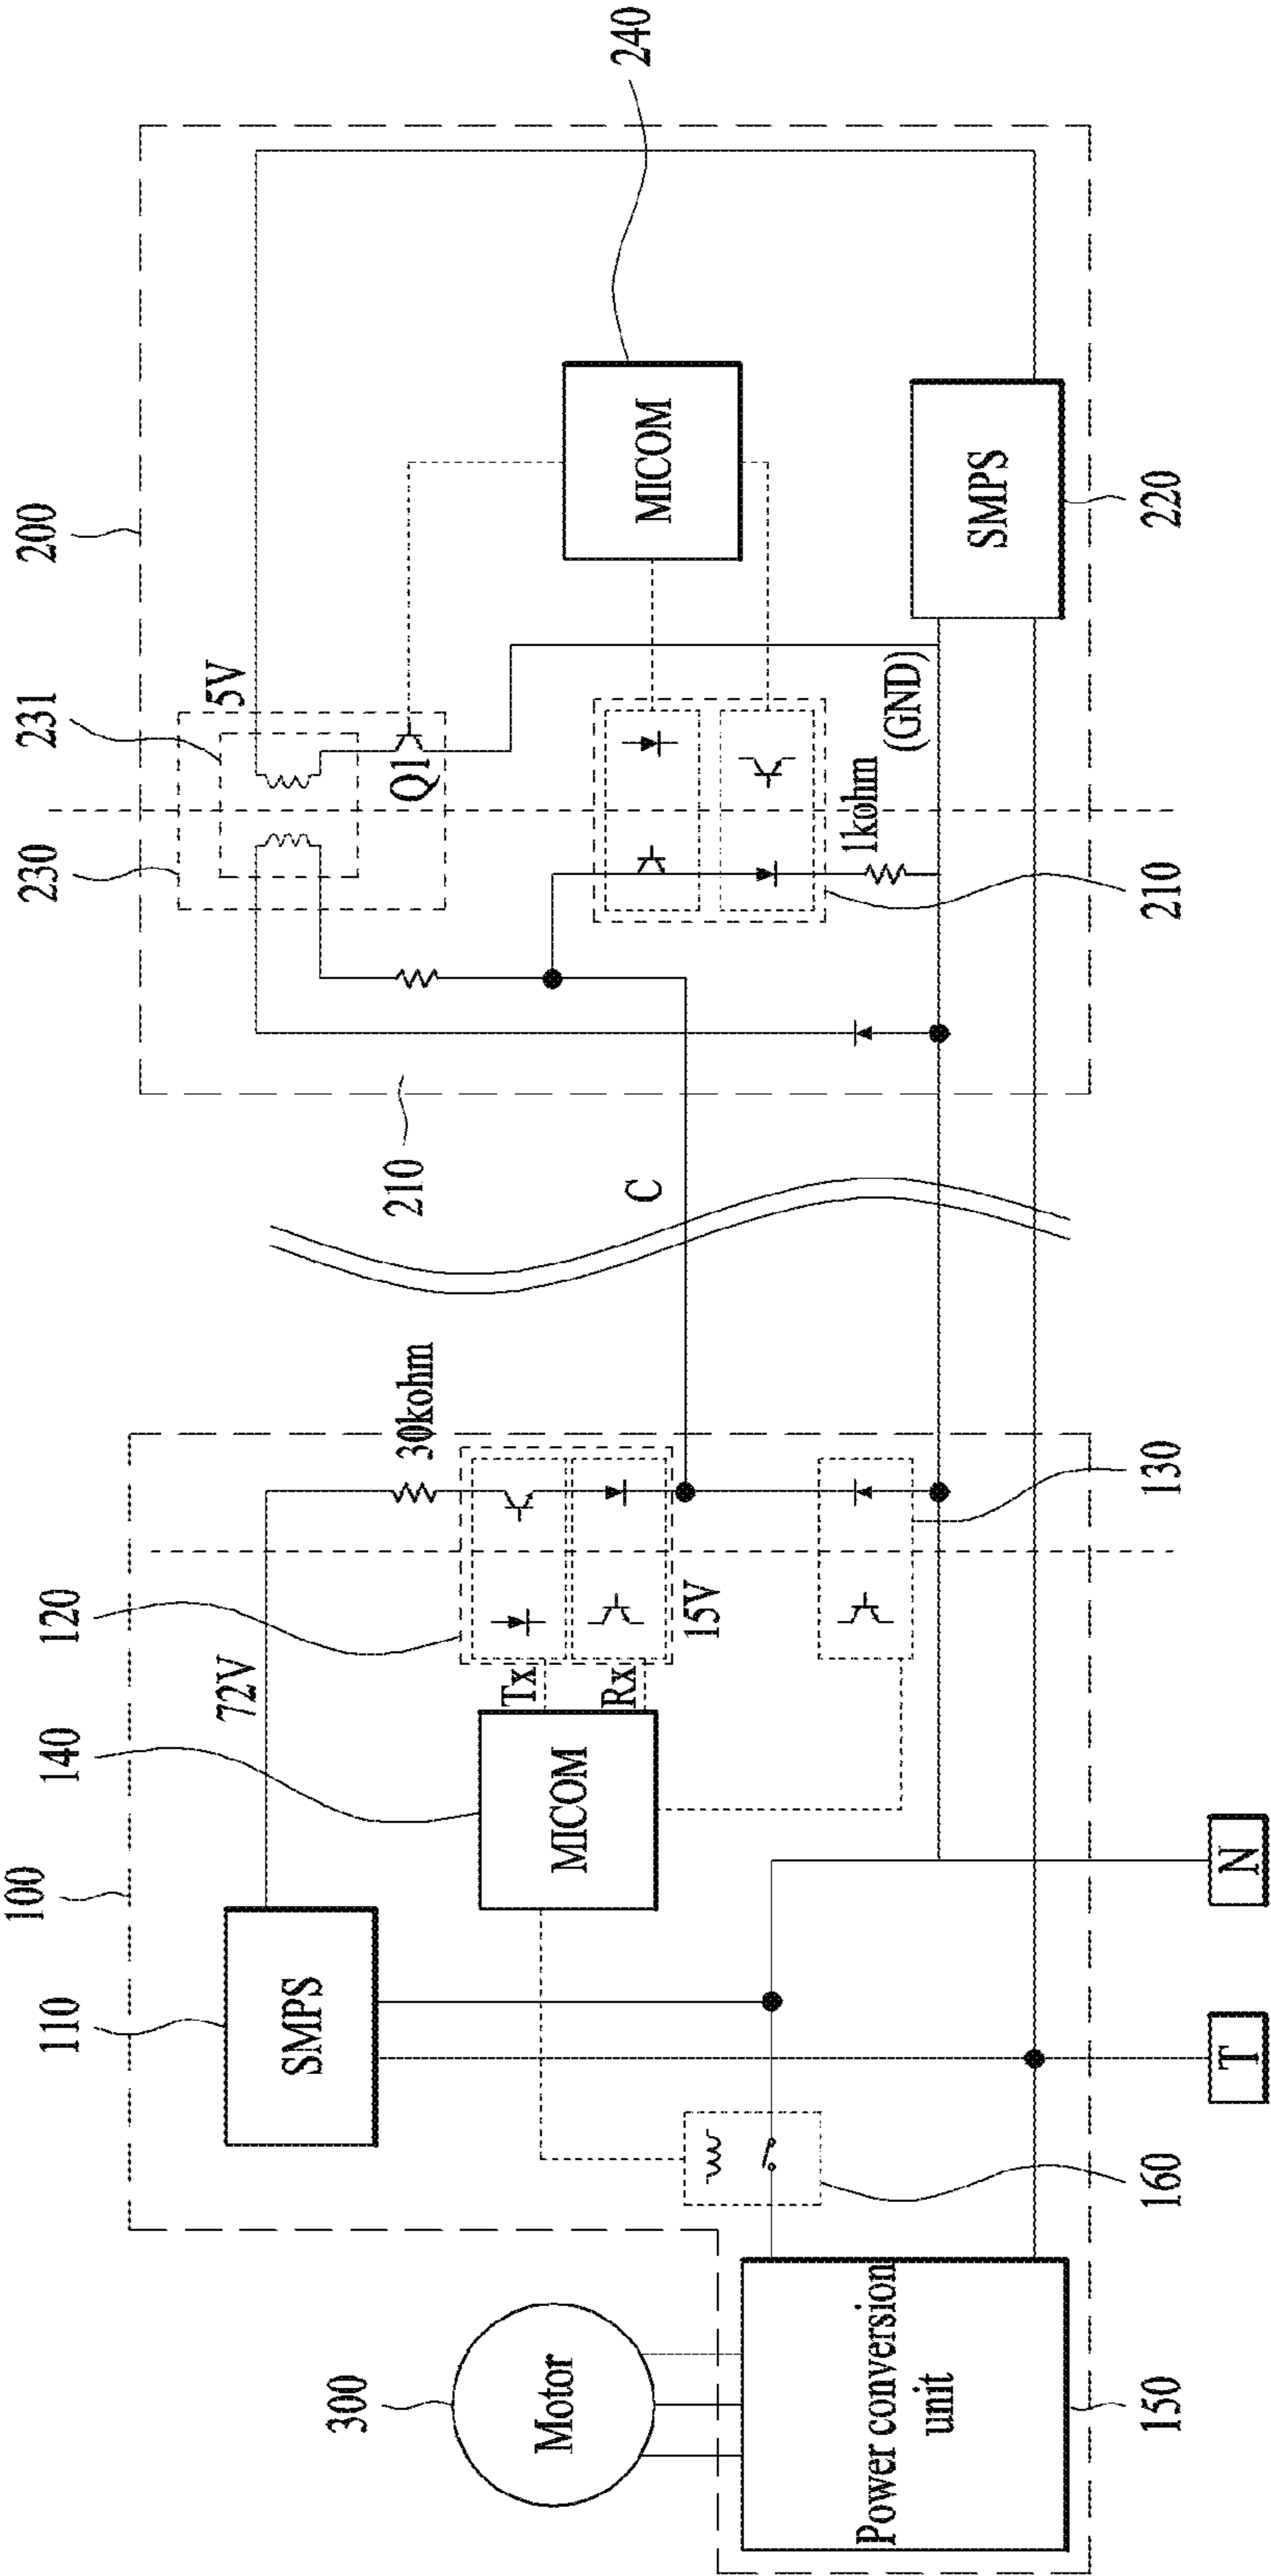 100
140
120
72V
30kohm
110
SMPS
MICOM
Tx
Rx
15V
300
Motor
Power conversion
unit
150
160
T
N
130
C
210
200
230
231
5V
Q1
240
MICOM
1kohm
(GND)
210
SMPS
220